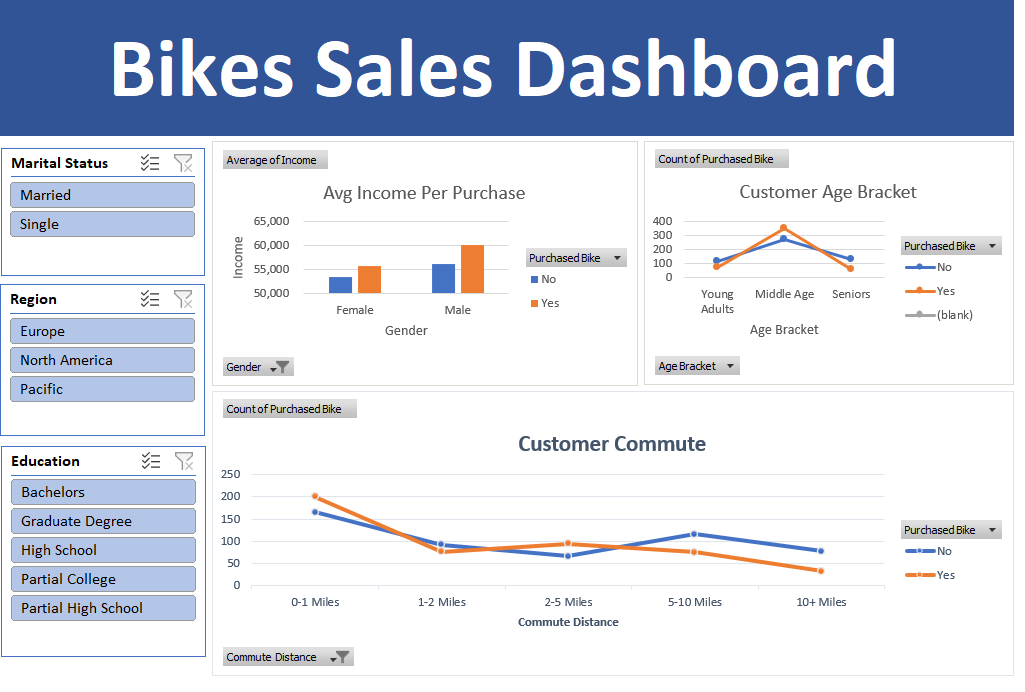 Bikes Sales Dashboard
Marital Status
Married
Single
Region
Europe
North America
Pacific
Education
Bachelors
Graduate Degree
High School
Partial College
Partial High School
Average of Income
Avg Income Per Purchase
65,000
60,000
55,000
50,000
Income
Female
Male
Gender
Purchased Bike
No
Yes
Gender
Count of Purchased Bike
Customer Age Bracket
400
300
200
100
0
Young
Adults
Middle Age
Seniors
Age Bracket
Purchased Bike
No
Yes
(blank)
Age Bracket
Count of Purchased Bike
Customer Commute
250
200
150
100
50
0
0-1 Miles
1-2 Miles
2-5 Miles
5-10 Miles
10+ Miles
Commute Distance
Purchased Bike
No
Yes
Commute Distance